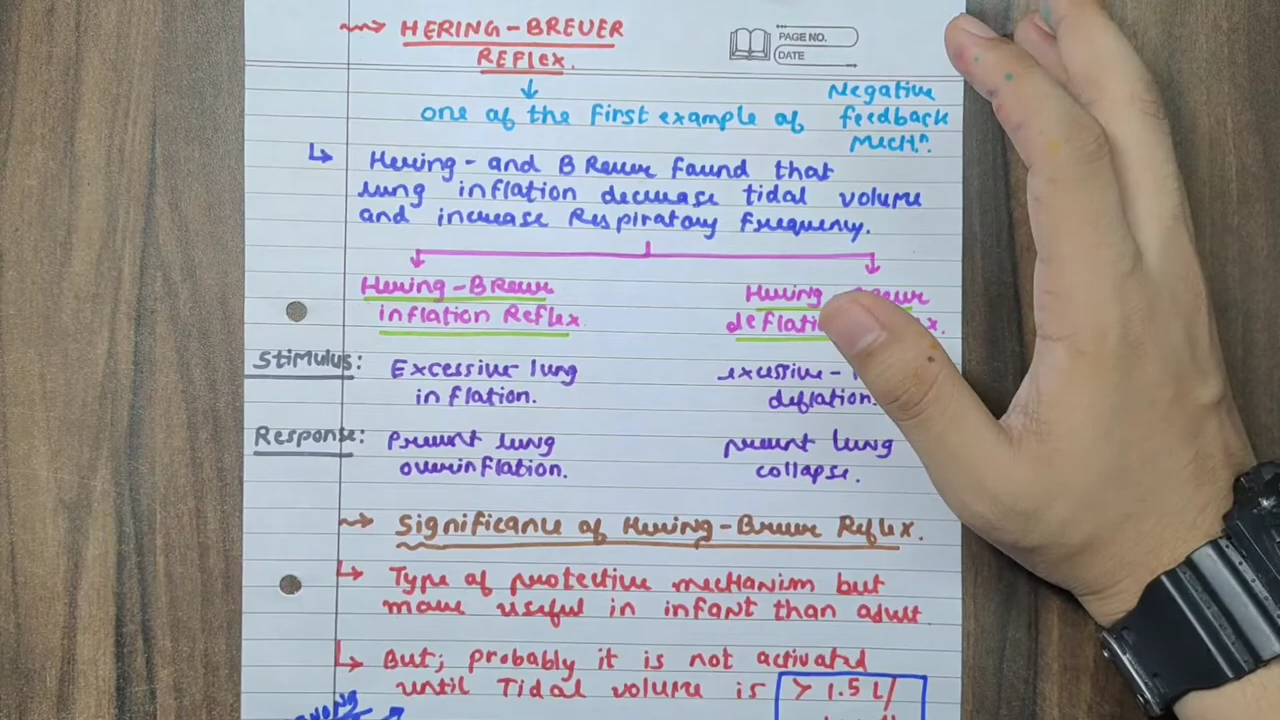 ⇝ HERING-BREUER
REFLEX.
PAGE NO.
DATE
↓
one of the first example of Negative
feedback
Mech.ⁿ
↳ Hering-and Breuer found that
lung inflation decrease tidal volume
and increase Respiratory frequency.
Hering-Breuer
inflation Reflex.
Hering
Stimulus: Excessive lung
inflation.
excessive-
deflation.
Response: Prevent lung
overinflation.
prevent lung
collapse.
⇝ Significance of Hering-Breuer Reflex.
↳ Type of protective mechanism but
more useful in infant than adult.
↳ But; probably it is not activated
until Tidal volume is > 1.5 L/